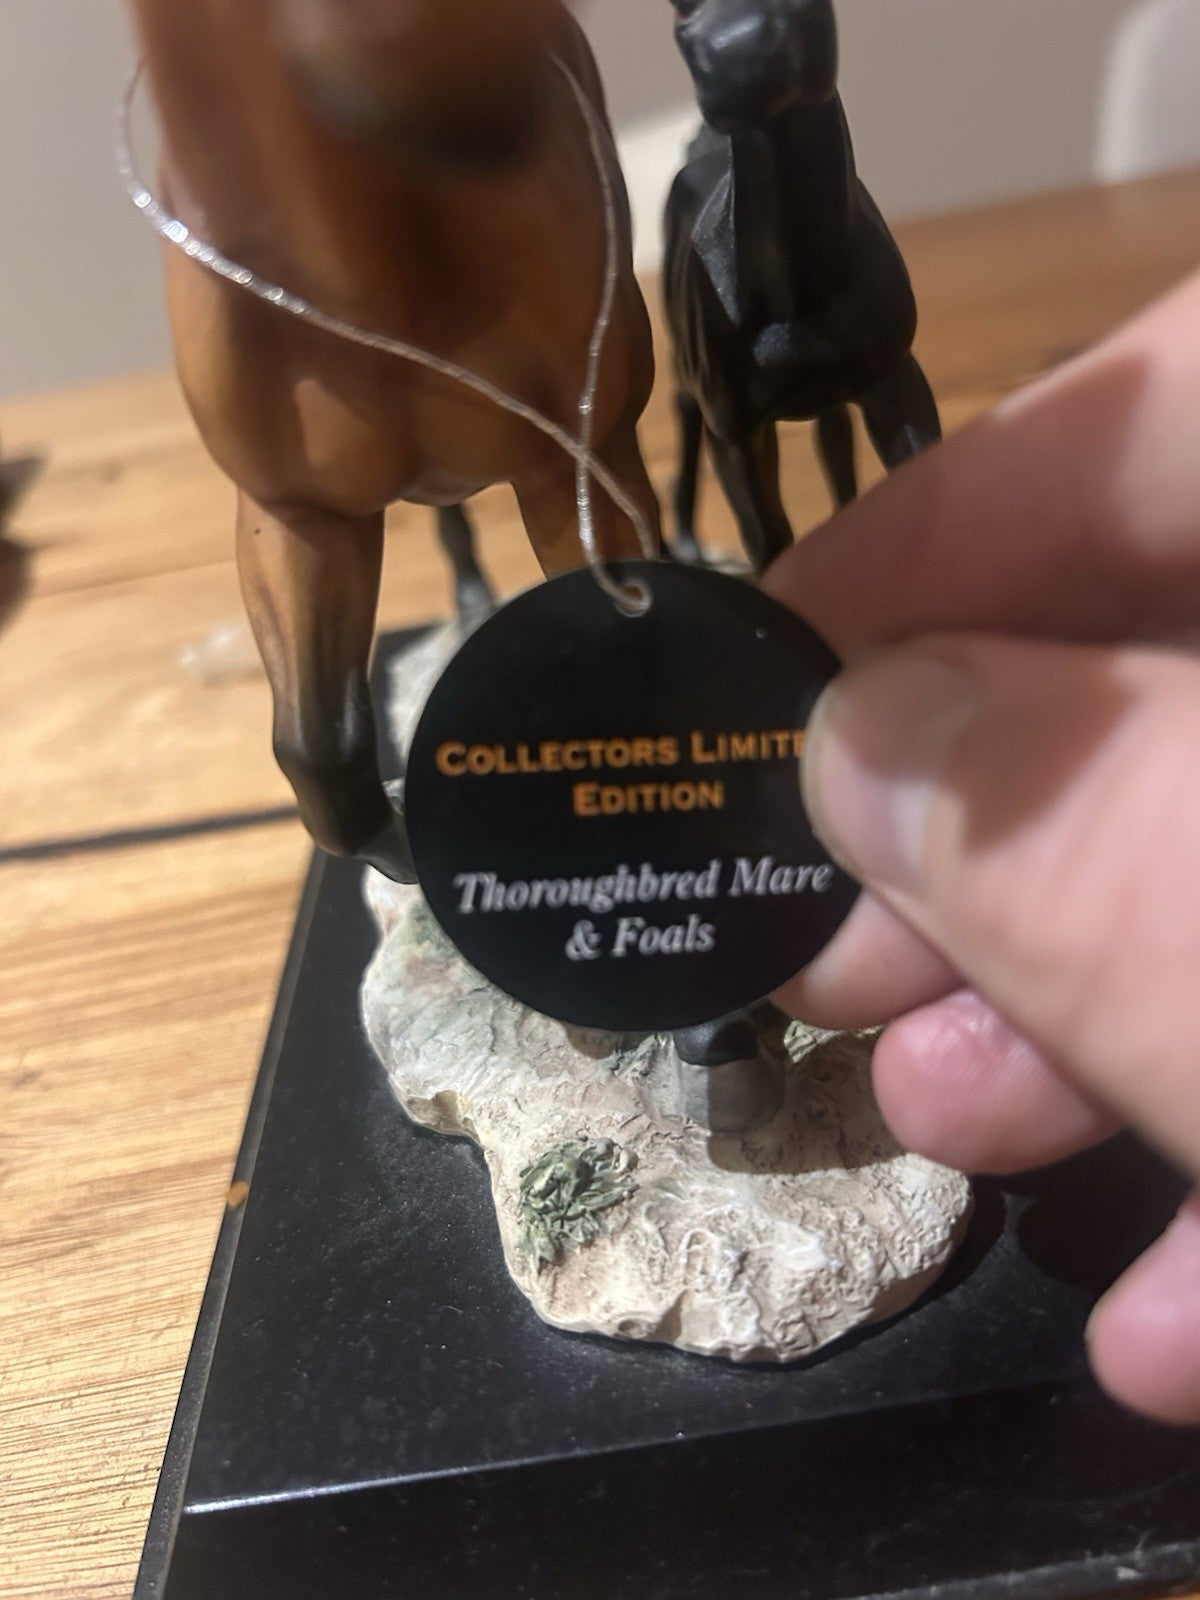 COLLECTORS LIMITE
EDITION
Thoroughbred Mare
& Foals